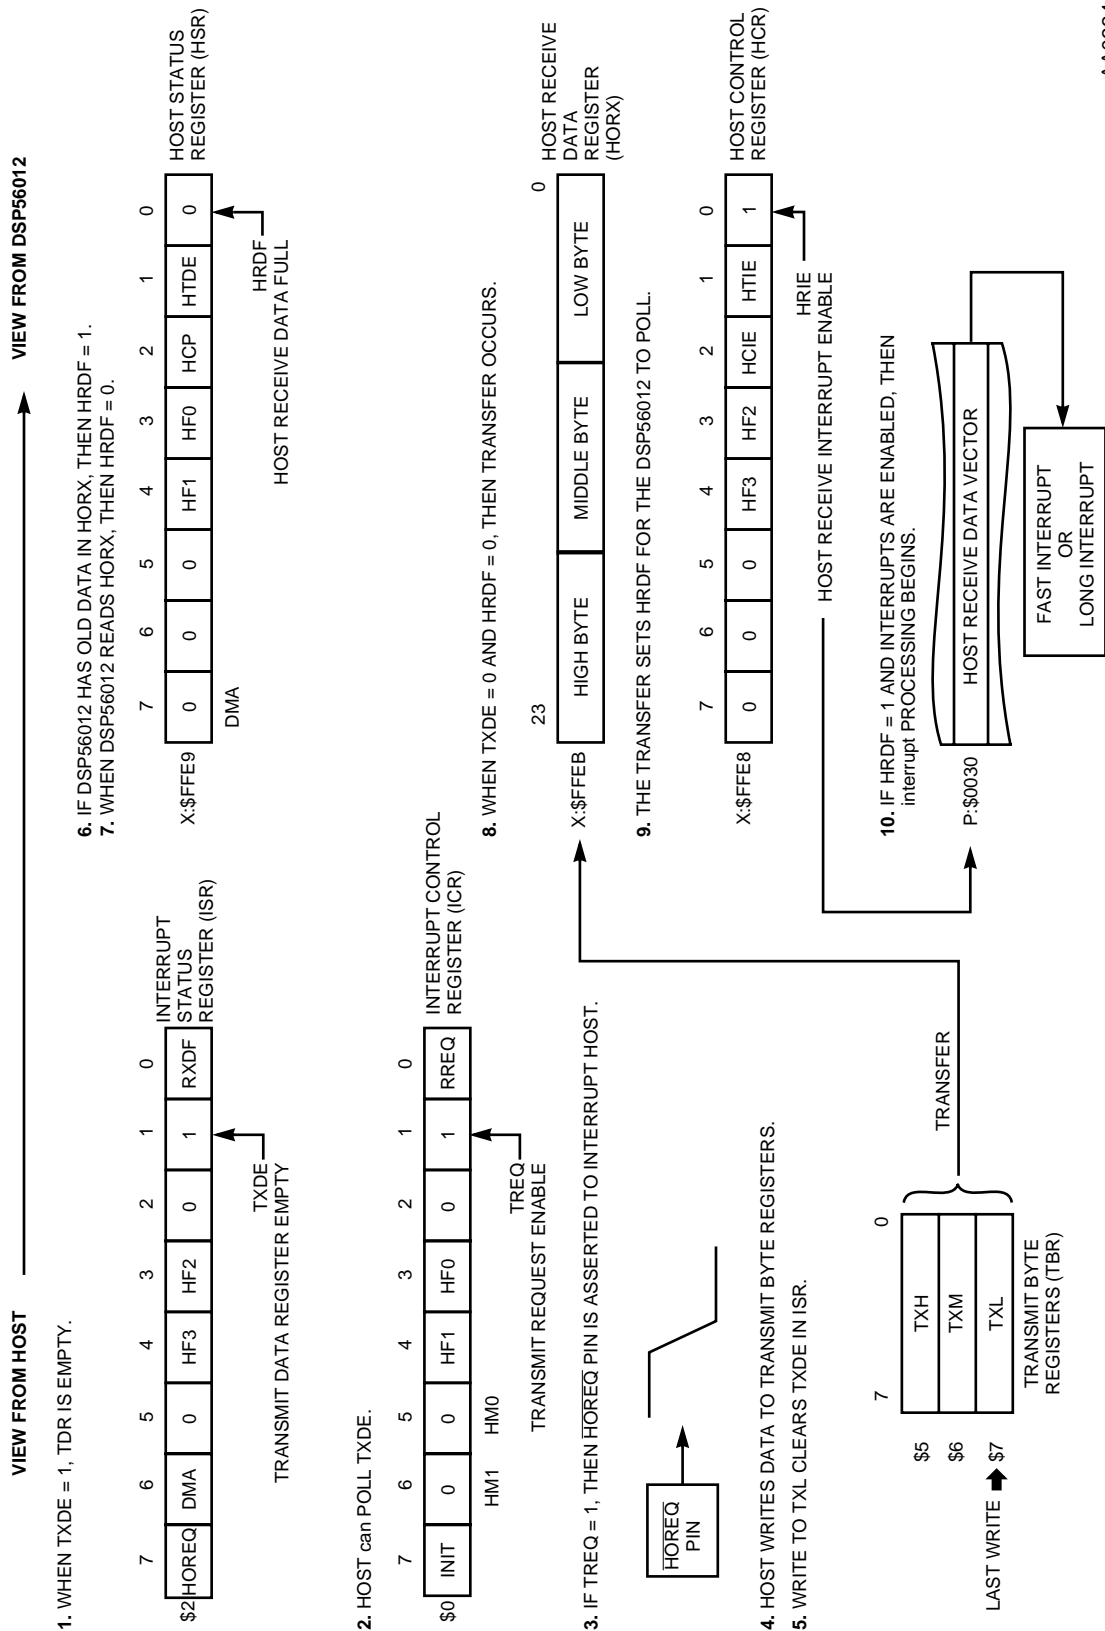 VIEW FROM HOST
VIEW FROM DSP56012
1. WHEN TXDE = 1, TDR IS EMPTY.
7 6 5 4 3 2 1 0
$2 HOREQ DMA 0 HF3 HF2 0 1 RXDF
INTERRUPT
STATUS
REGISTER (ISR)
TXDE
TRANSMIT DATA REGISTER EMPTY
2. HOST can POLL TXDE.
7 6 5 4 3 2 1 0
$0 INIT 0 0 HF1 HF0 0 1 RREQ
INTERRUPT CONTROL
REGISTER (ICR)
HM1 HM0
TREQ
TRANSMIT REQUEST ENABLE
3. IF TREQ = 1, THEN HOREQ PIN IS ASSERTED TO INTERRUPT HOST.
HOREQ
PIN
4. HOST WRITES DATA TO TRANSMIT BYTE REGISTERS.
5. WRITE TO TXL CLEARS TXDE IN ISR.
7 0
$5 TXH
$6 TXM
LAST WRITE $7 TXL
TRANSMIT BYTE
REGISTERS (TBR)
TRANSFER
6. IF DSP56012 HAS OLD DATA IN HORX, THEN HRDF = 1.
7. WHEN DSP56012 READS HORX, THEN HRDF = 0.
7 6 5 4 3 2 1 0
X:$FFE9 0 0 0 HF1 HF0 HCP HTDE 0
HOST STATUS
REGISTER (HSR)
DMA
HRDF
HOST RECEIVE DATA FULL
8. WHEN TXDE = 0 AND HRDF = 0, THEN TRANSFER OCCURS.
23 0
X:$FFEB HIGH BYTE MIDDLE BYTE LOW BYTE
HOST RECEIVE
DATA
REGISTER
(HORX)
9. THE TRANSFER SETS HRDF FOR THE DSP56012 TO POLL.
7 6 5 4 3 2 1 0
X:$FFE8 0 0 0 HF3 HF2 HCIE HTIE 1
HOST CONTROL
REGISTER (HCR)
HRIE
HOST RECEIVE INTERRUPT ENABLE
10. IF HRDF = 1 AND INTERRUPTS ARE ENABLED, THEN
interrupt PROCESSING BEGINS.
P:$0030 HOST RECEIVE DATA VECTOR
FAST INTERRUPT
OR
LONG INTERRUPT